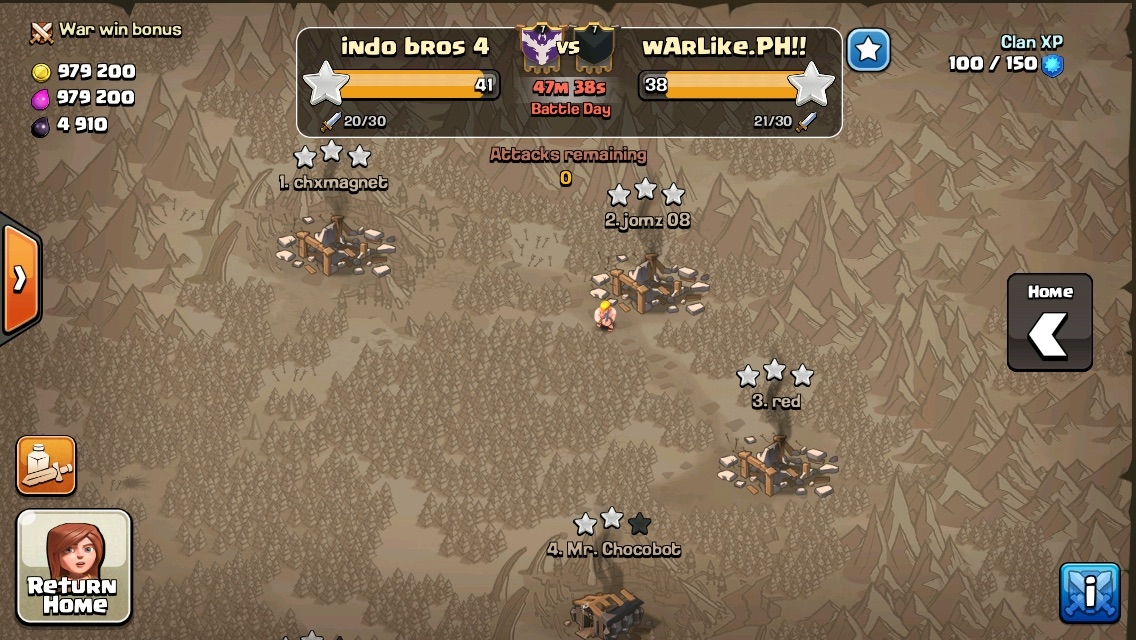 War win bonus
979 200
979 200
4 910
indo bros 4
vs
wArLike.PH!!
7
7
41
38
47m 38s
Battle Day
20/30
21/30
Clan XP
100 / 150
Attacks remaining
0
1. chxmagnet
2.jomz 08
Home
3. red
4. Mr. Chocobot
Return
Home
i